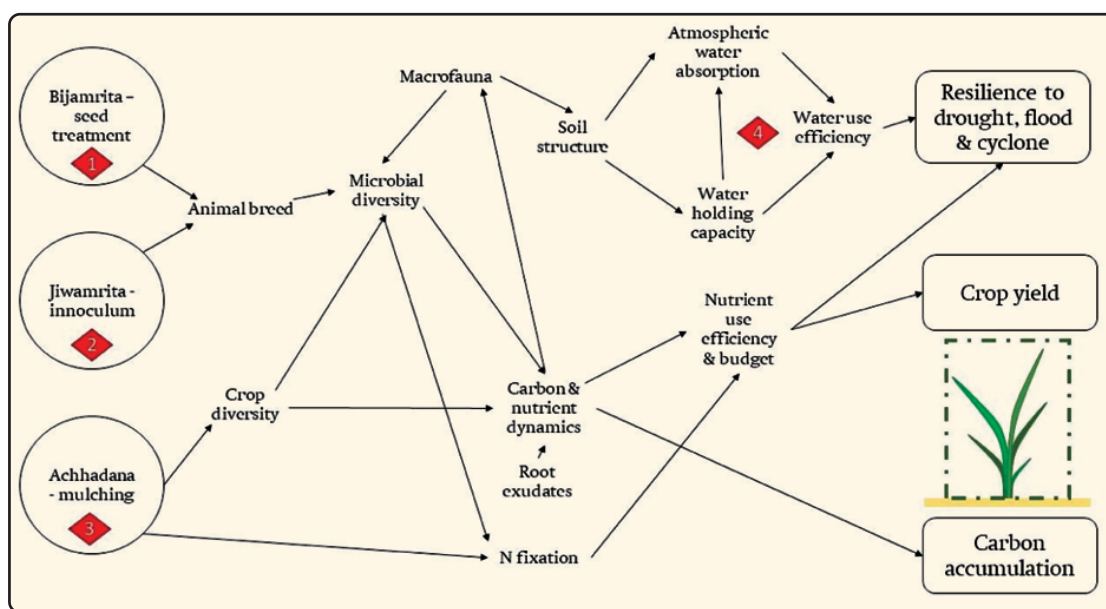 Bijamrita –
seed
treatment
1
Jiwamrita -
innoculum
2
Achhadana
- mulching
3
Animal breed
Crop
diversity
Macrofauna
Microbial
diversity
Carbon &
nutrient
dynamics
Root
exudates
N fixation
Soil
structure
Atmospheric
water
absorption
4
Water use
efficiency
Water
holding
capacity
Nutrient
use
efficiency
& budget
Resilience to
drought, flood
& cyclone
Crop yield
Carbon
accumulation